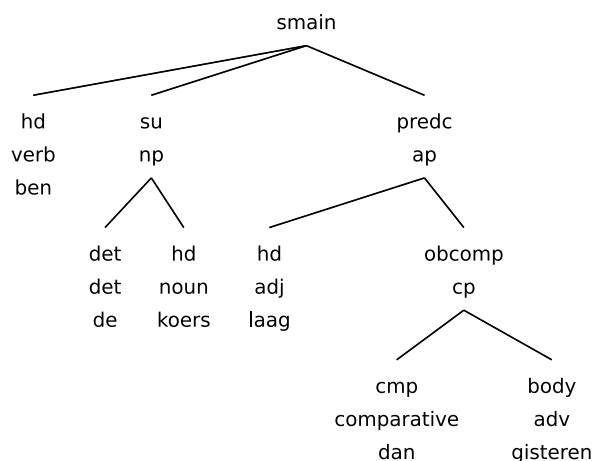 smain
hd su predc
verb np ap
ben
det hd hd obcomp
det noun adj cp
de koers laag
cmp body
comparative adv
dan gisteren